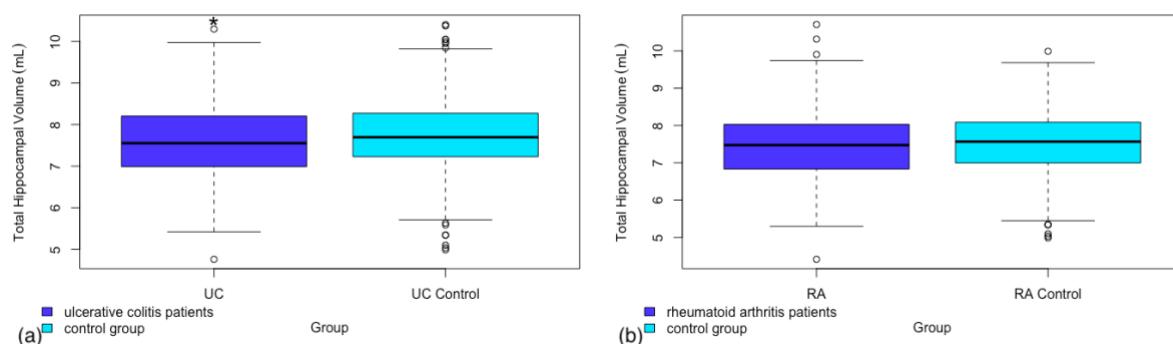 *
Total Hippocampal Volume (mL)
10
9
8
7
6
5
UC
UC Control
ulcerative colitis patients
control group
(a)
Group
Total Hippocampal Volume (mL)
10
9
8
7
6
5
RA
RA Control
rheumatoid arthritis patients
control group
(b)
Group